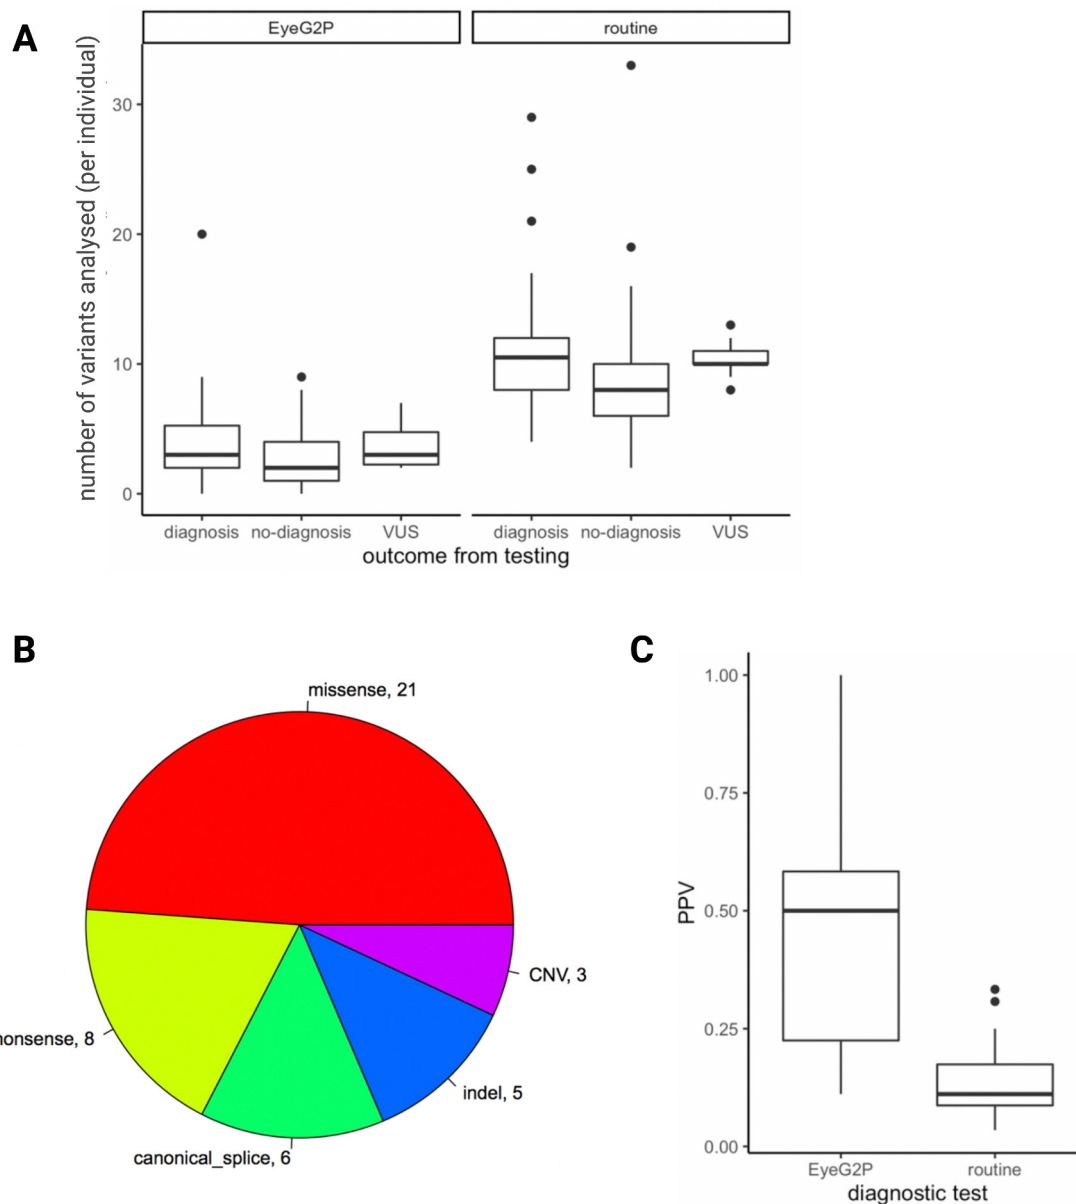 A
EyeG2P
routine
number of variants analysed (per individual)
30
20
10
0
diagnosis no-diagnosis VUS
diagnosis no-diagnosis VUS
outcome from testing
B
missense, 21
CNV, 3
indel, 5
canonical_splice, 6
nonsense, 8
C
PPV
1.00
0.75
0.50
0.25
0.00
EyeG2P
routine
diagnostic test